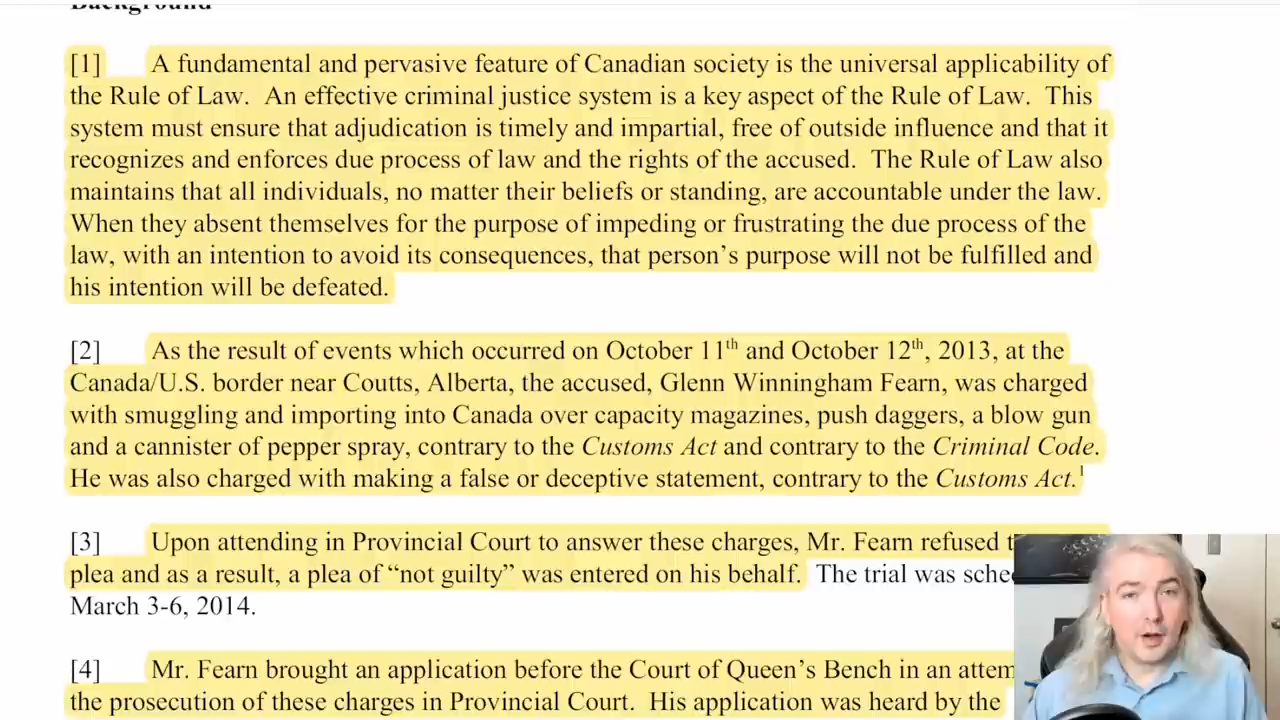 Background
[1] A fundamental and pervasive feature of Canadian society is the universal applicability of
the Rule of Law. An effective criminal justice system is a key aspect of the Rule of Law. This
system must ensure that adjudication is timely and impartial, free of outside influence and that it
recognizes and enforces due process of law and the rights of the accused. The Rule of Law also
maintains that all individuals, no matter their beliefs or standing, are accountable under the law.
When they absent themselves for the purpose of impeding or frustrating the due process of the
law, with an intention to avoid its consequences, that person's purpose will not be fulfilled and
his intention will be defeated.
[2] As the result of events which occurred on October 11th and October 12th, 2013, at the
Canada/U.S. border near Coutts, Alberta, the accused, Glenn Winningham Fearn, was charged
with smuggling and importing into Canada over capacity magazines, push daggers, a blow gun
and a cannister of pepper spray, contrary to the Customs Act and contrary to the Criminal Code.
He was also charged with making a false or deceptive statement, contrary to the Customs Act.1
[3] Upon attending in Provincial Court to answer these charges, Mr. Fearn refused
plea and as a result, a plea of “not guilty” was entered on his behalf. The trial was
March 3-6, 2014.
[4] Mr. Fearn brought an application before the Court of Queen's Bench in an
the prosecution of these charges in Provincial Court. His application was heard by the